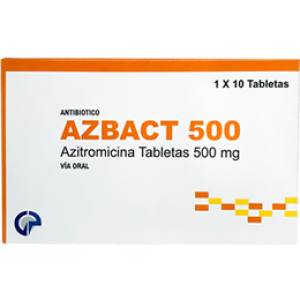 1 X 10 Tabletas
ANTIBIOTICO
AZBACT 500
Azitromicina Tabletas 500 mg
VÍA ORAL